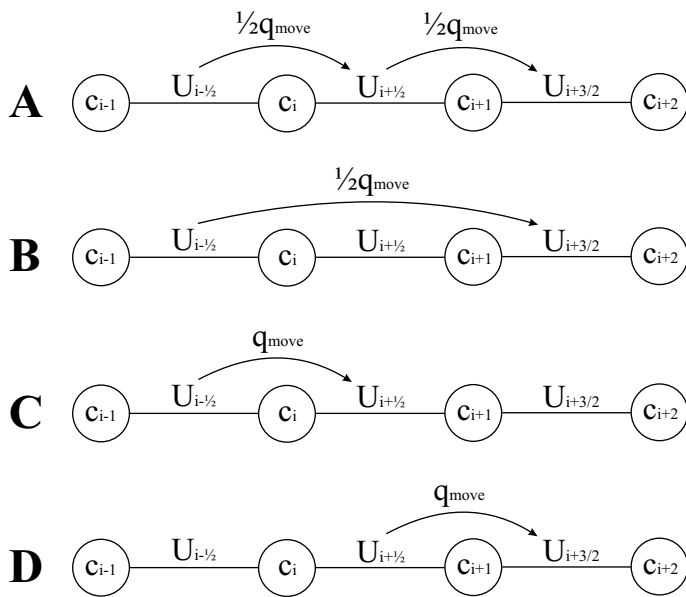 ½qmove ½qmove
A ci-1 Ui-½ ci Ui+½ ci+1 Ui+3/2 ci+2
½qmove
B ci-1 Ui-½ ci Ui+½ ci+1 Ui+3/2 ci+2
qmove
C ci-1 Ui-½ ci Ui+½ ci+1 Ui+3/2 ci+2
qmove
D ci-1 Ui-½ ci Ui+½ ci+1 Ui+3/2 ci+2